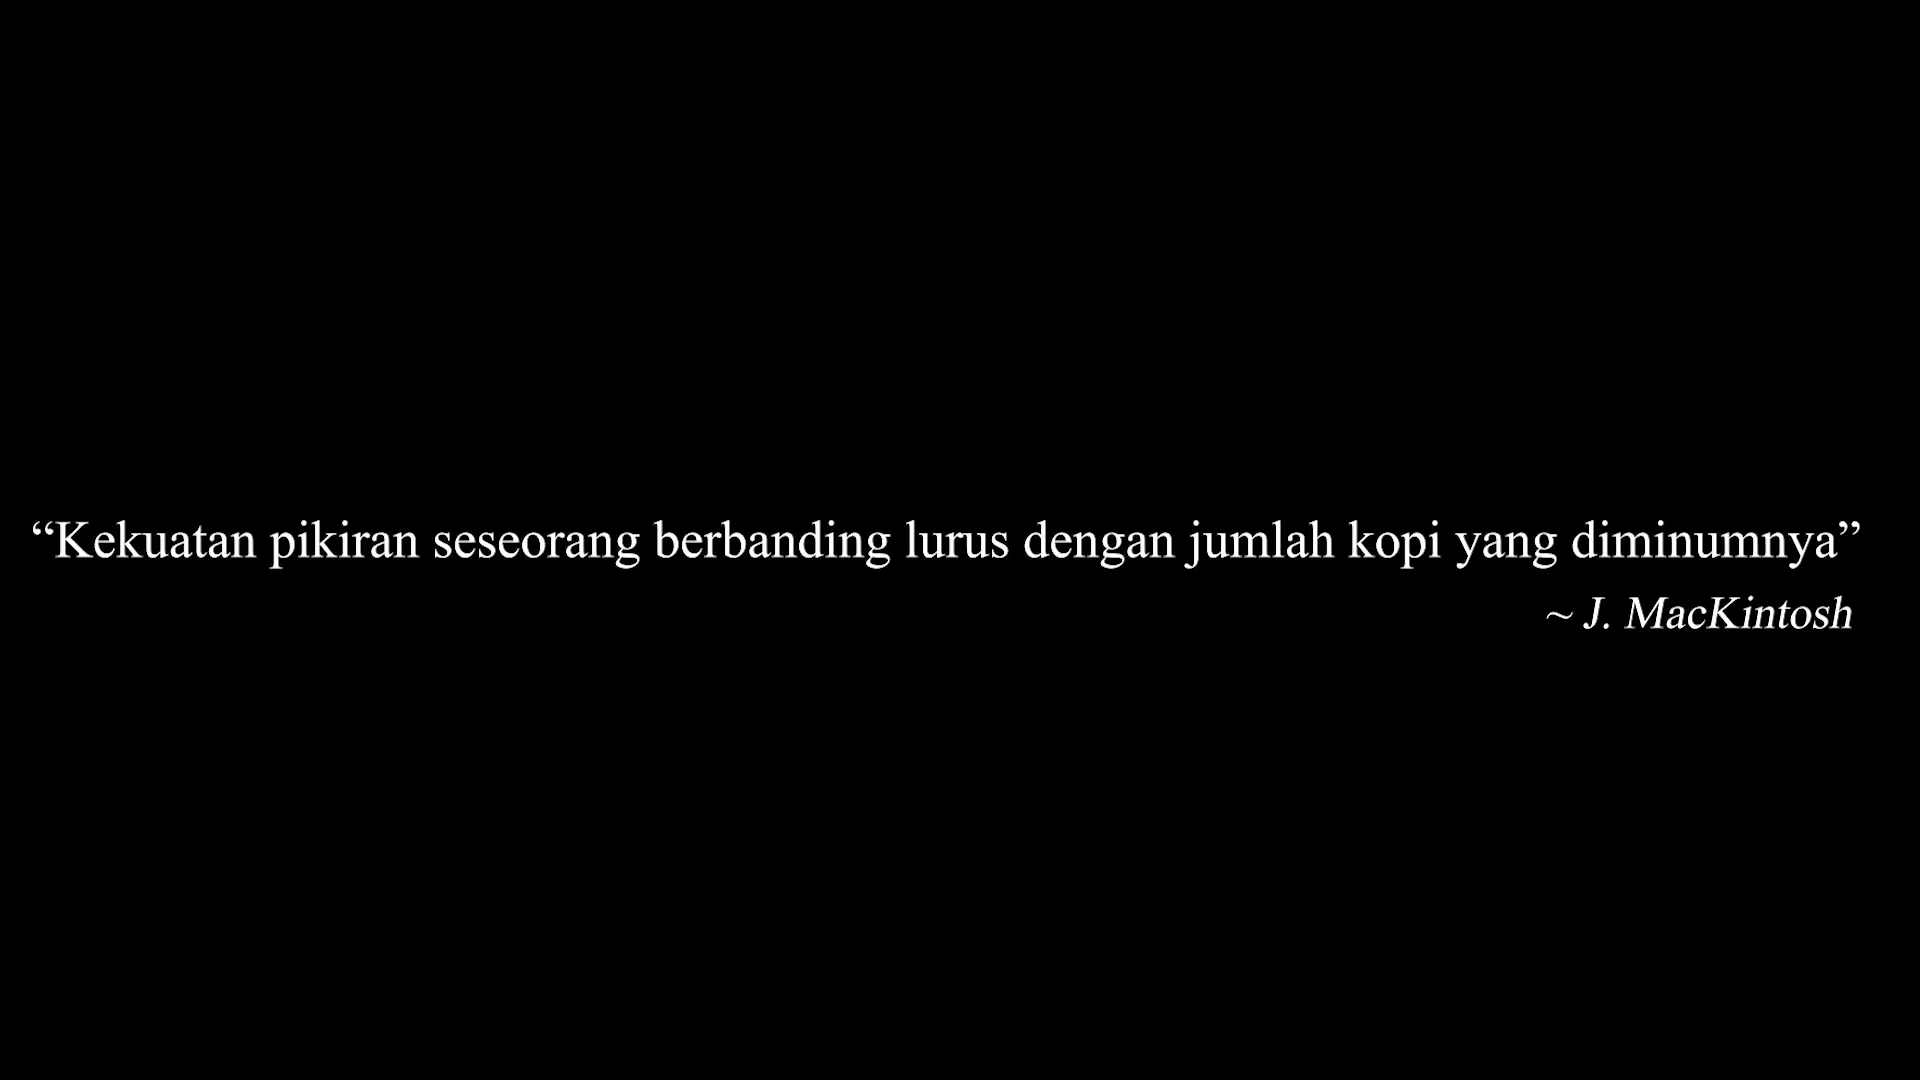 “Kekuatan pikiran seseorang berbanding lurus dengan jumlah kopi yang diminumnya”
~ J. MacKintosh